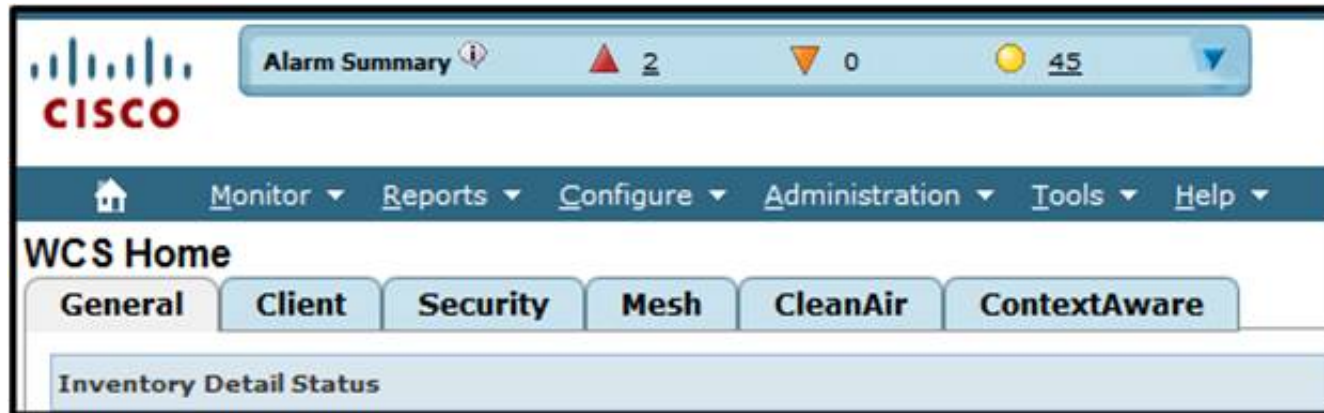 Alarm Summary 2 0 45
CISCO
Monitor Reports Configure Administration Tools Help
WCS Home
General Client Security Mesh CleanAir ContextAware
Inventory Detail Status